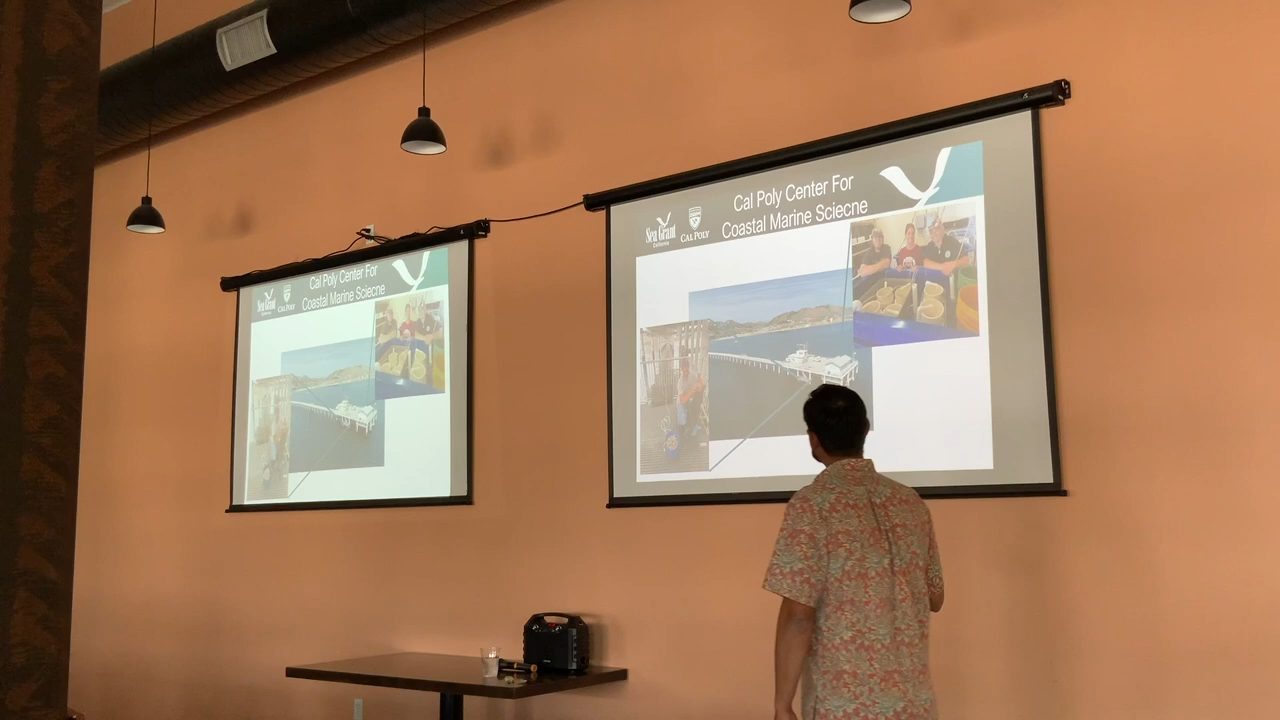 Cal Poly Center For
Coastal Marine Sciecne
Sea Grant
California
CAL POLY
Cal Poly Center For
Coastal Marine Sciecne
Sea Grant
California
CAL POLY